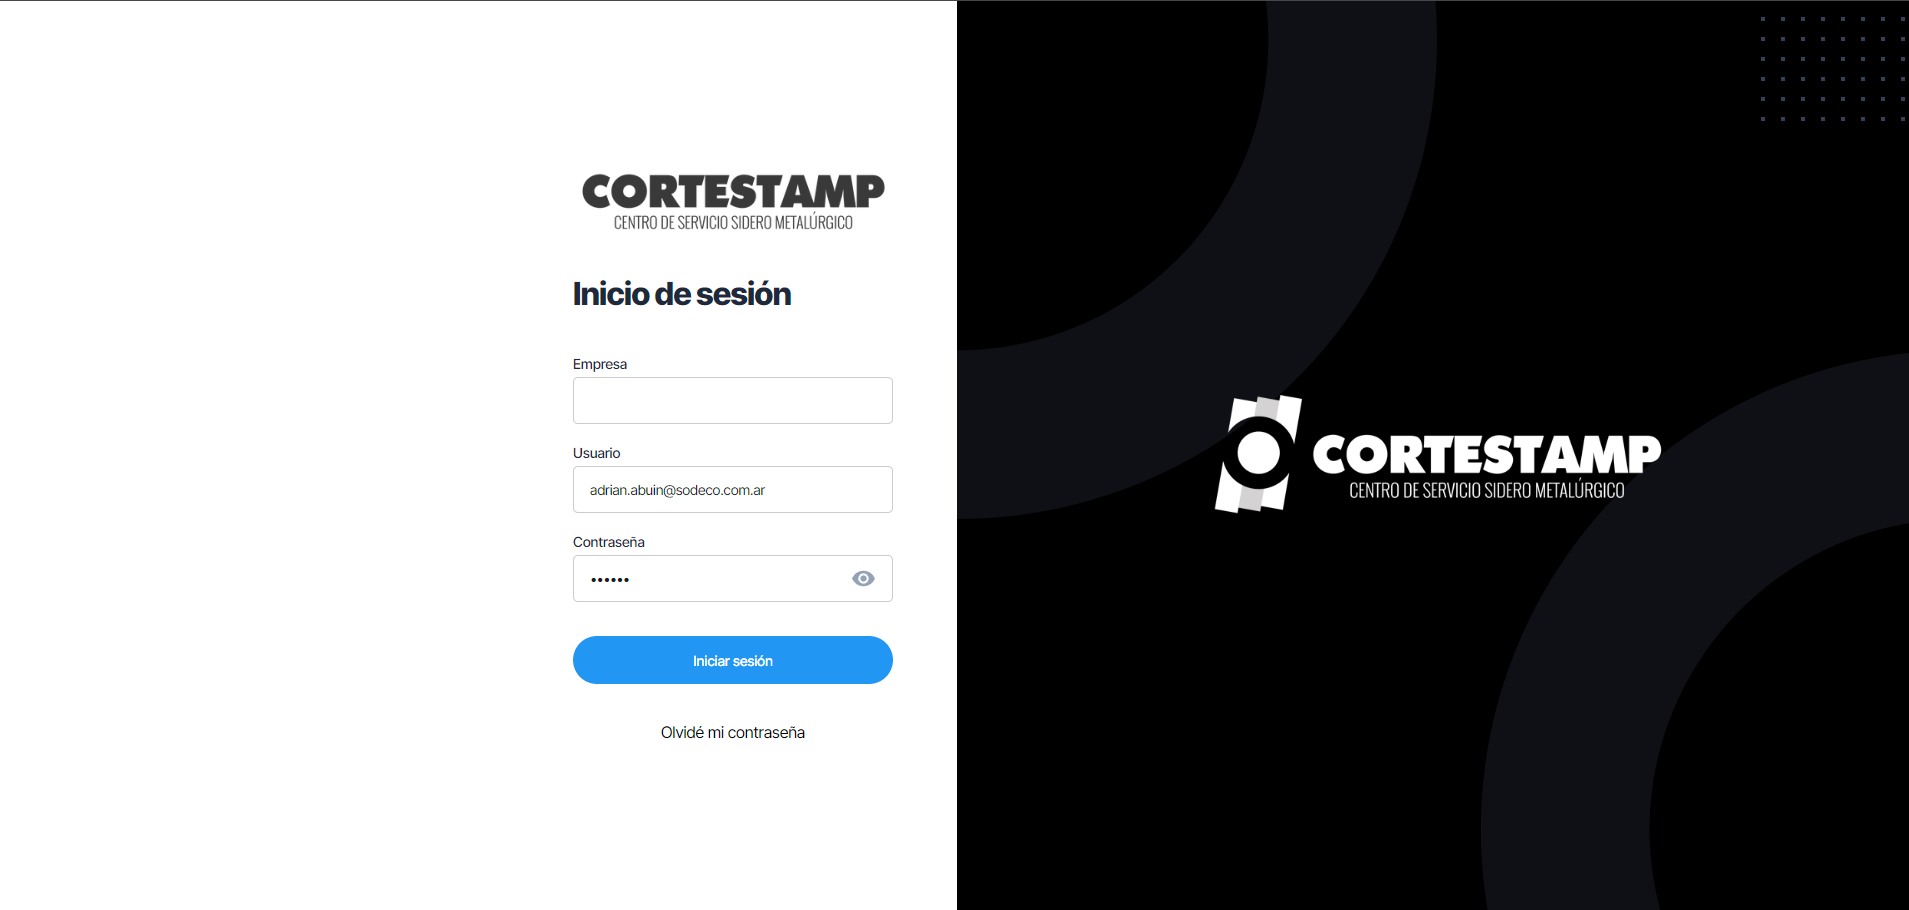 CORTESTAMP
CENTRO DE SERVICIO SIDERO METALÚRGICO
Inicio de sesión
Empresa
Usuario
adrian.abuin@sodeco.com.ar
Contraseña
••••••
Iniciar sesión
Olvidé mi contraseña
CORTESTAMP
CENTRO DE SERVICIO SIDERO METALÚRGICO